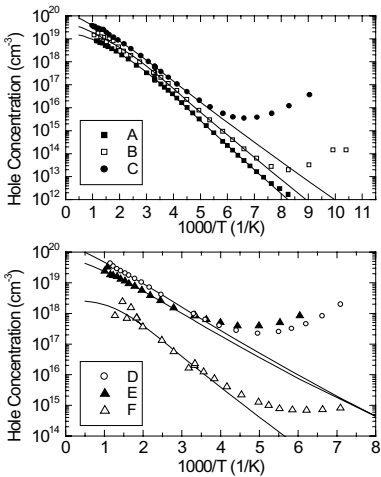 10^20
10^19
10^18
10^17
10^16
10^15
10^14
10^13
10^12
Hole Concentration (cm^-3)
A
B
C
0 1 2 3 4 5 6 7 8 9 10 11
1000/T (1/K)
10^20
10^19
10^18
10^17
10^16
10^15
10^14
Hole Concentration (cm^-3)
D
E
F
0 1 2 3 4 5 6 7 8
1000/T (1/K)